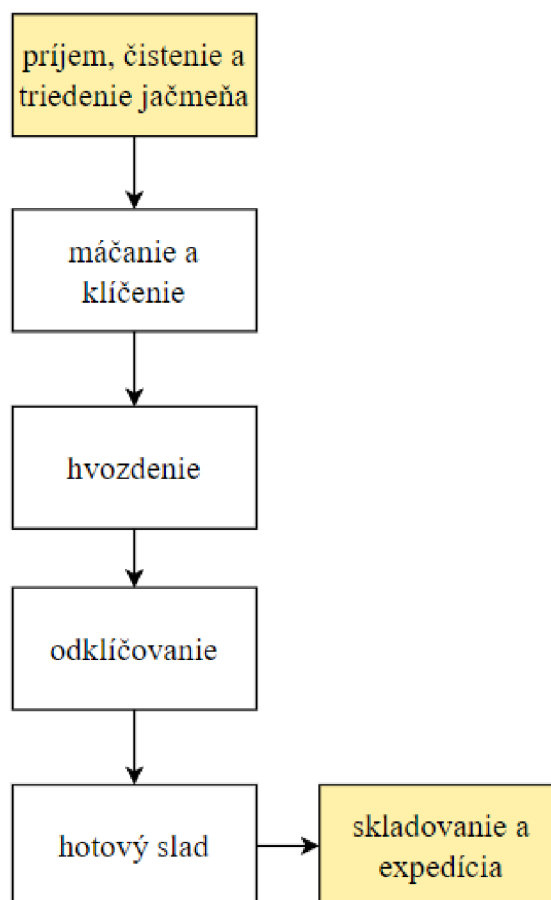 príjem, čistenie a
triedenie jačmeňa
máčanie a
klíčenie
hvozdenie
odklíčovanie
hotový slad
skladovanie a
expedícia